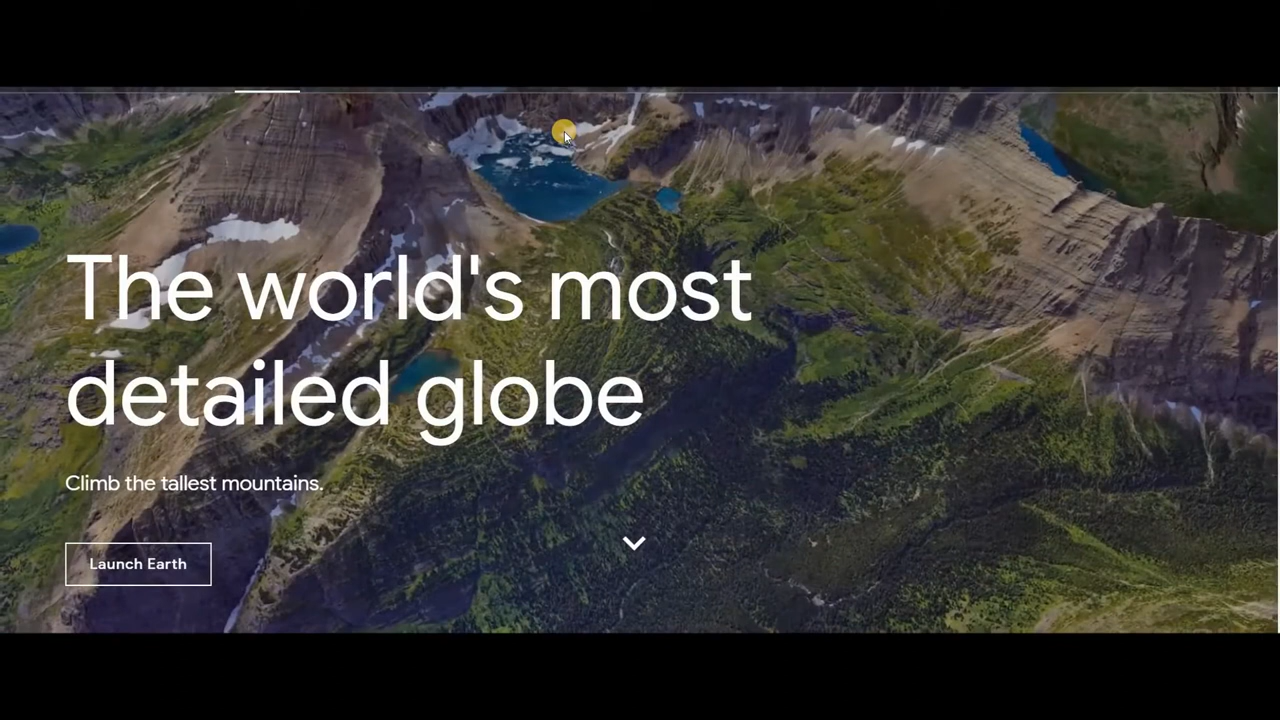 The world's most
detailed globe
Climb the tallest mountains.
Launch Earth